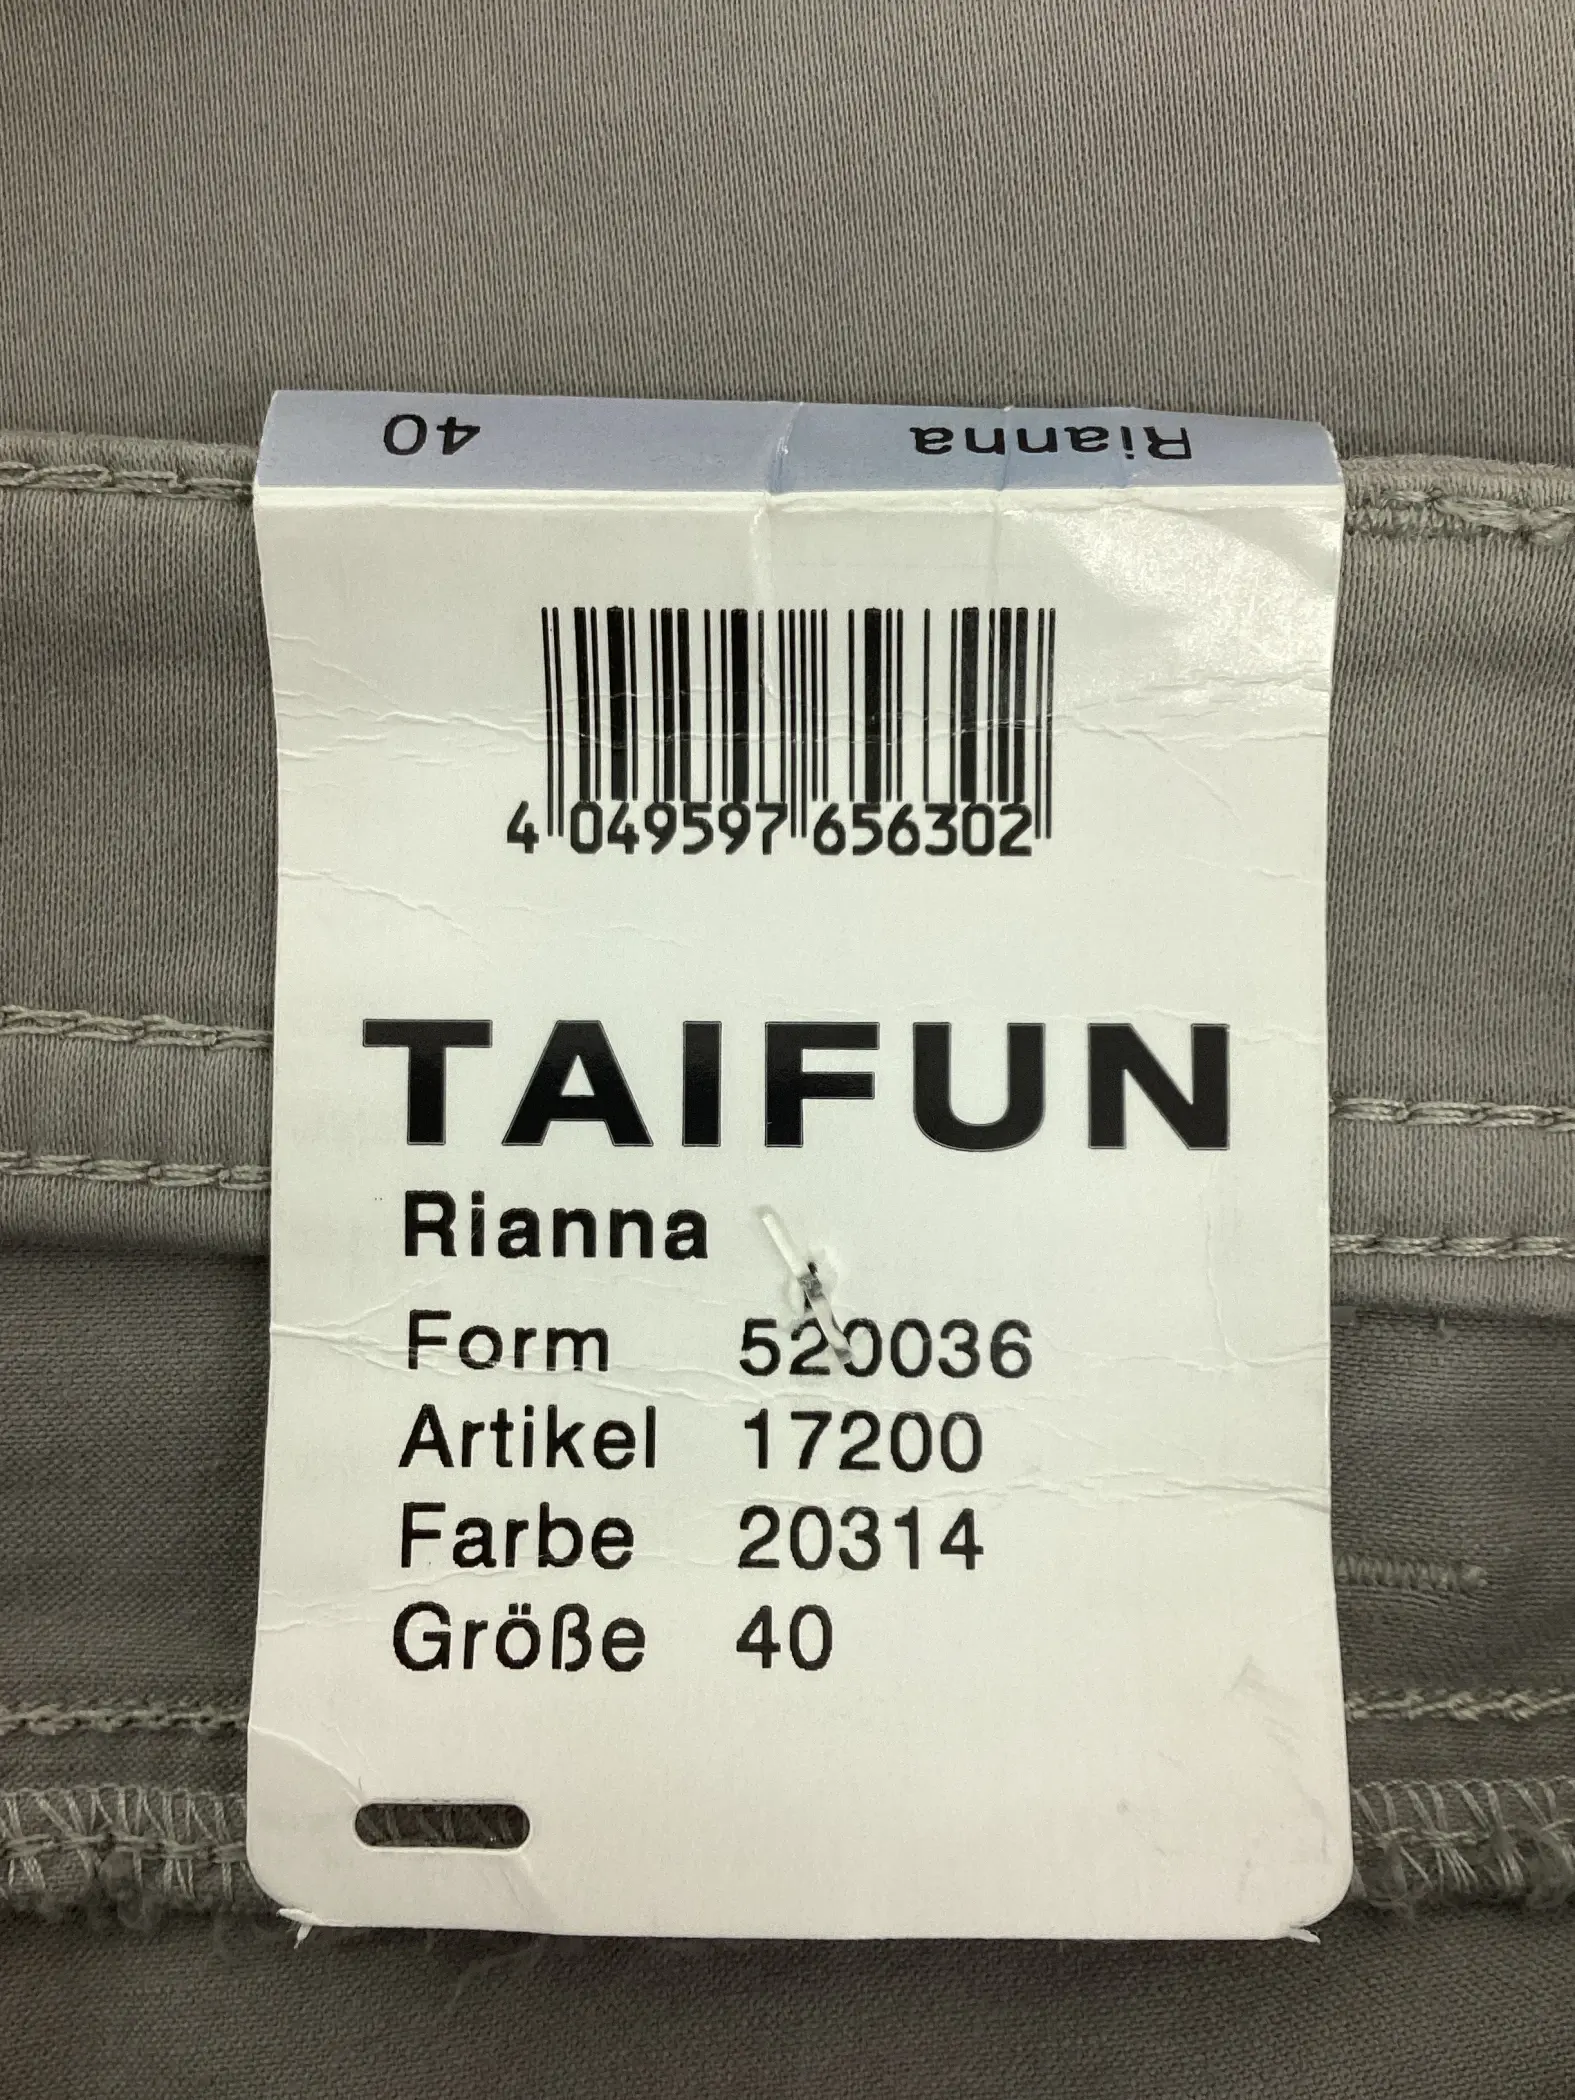 40 Rianna
4 049597 656302
TAIFUN
Rianna
Form 520036
Artikel 17200
Farbe 20314
Größe 40